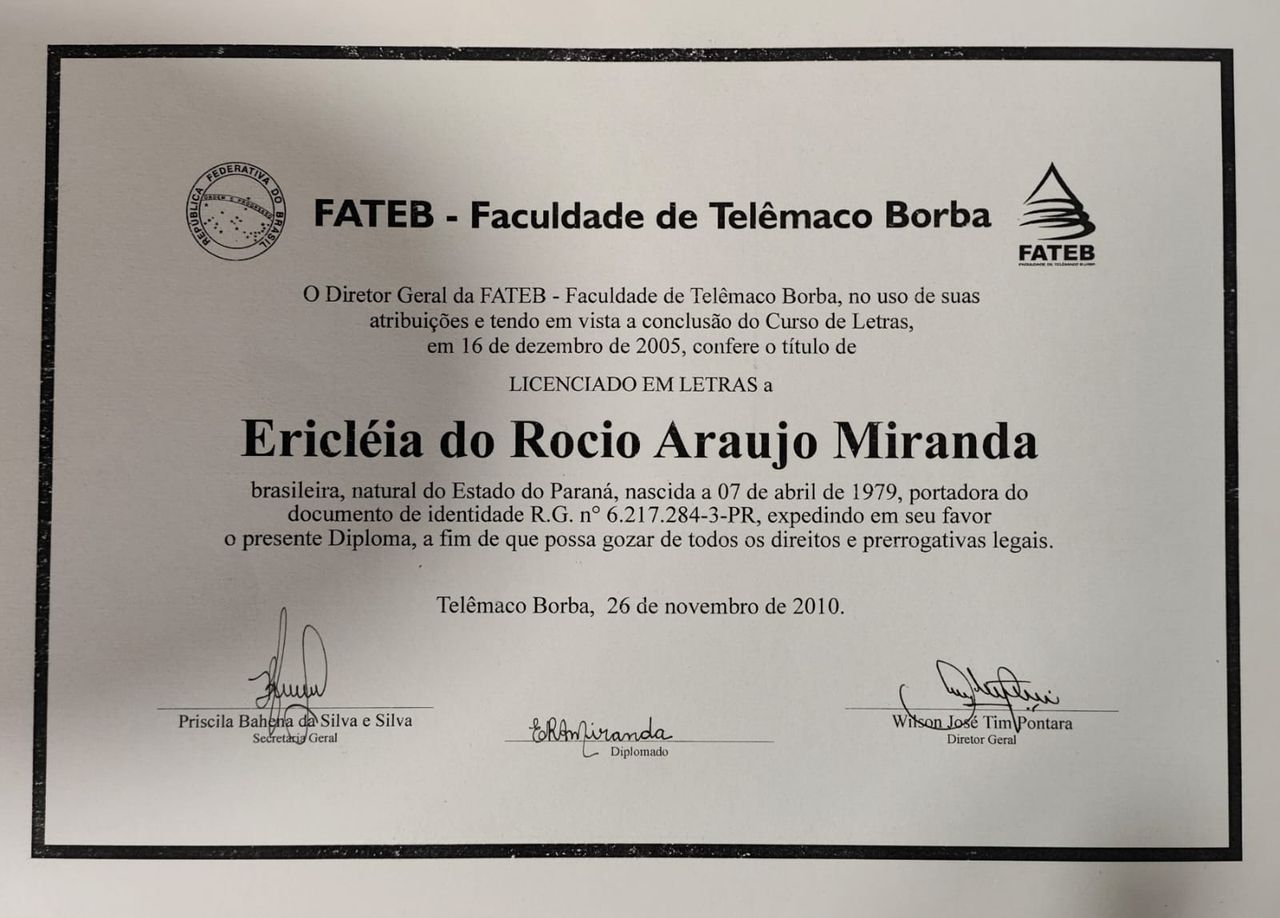 REPÚBLICA FEDERATIVA DO BRASIL
ORDEM E PROGRESSO
FATEB - Faculdade de Telêmaco Borba
FATEB
FACULDADE DE TELÊMACO BORBA
O Diretor Geral da FATEB - Faculdade de Telêmaco Borba, no uso de suas
atribuições e tendo em vista a conclusão do Curso de Letras,
em 16 de dezembro de 2005, confere o título de
LICENCIADO EM LETRAS a
Ericléia do Rocio Araujo Miranda
brasileira, natural do Estado do Paraná, nascida a 07 de abril de 1979, portadora do
documento de identidade R.G. nº 6.217.284-3-PR, expedindo em seu favor
o presente Diploma, a fim de que possa gozar de todos os direitos e prerrogativas legais.
Telêmaco Borba, 26 de novembro de 2010.
Priscila Bahena da Silva e Silva
Secretária Geral
ERAMiranda
Diplomado
Wilson José Tim Pontara
Diretor Geral